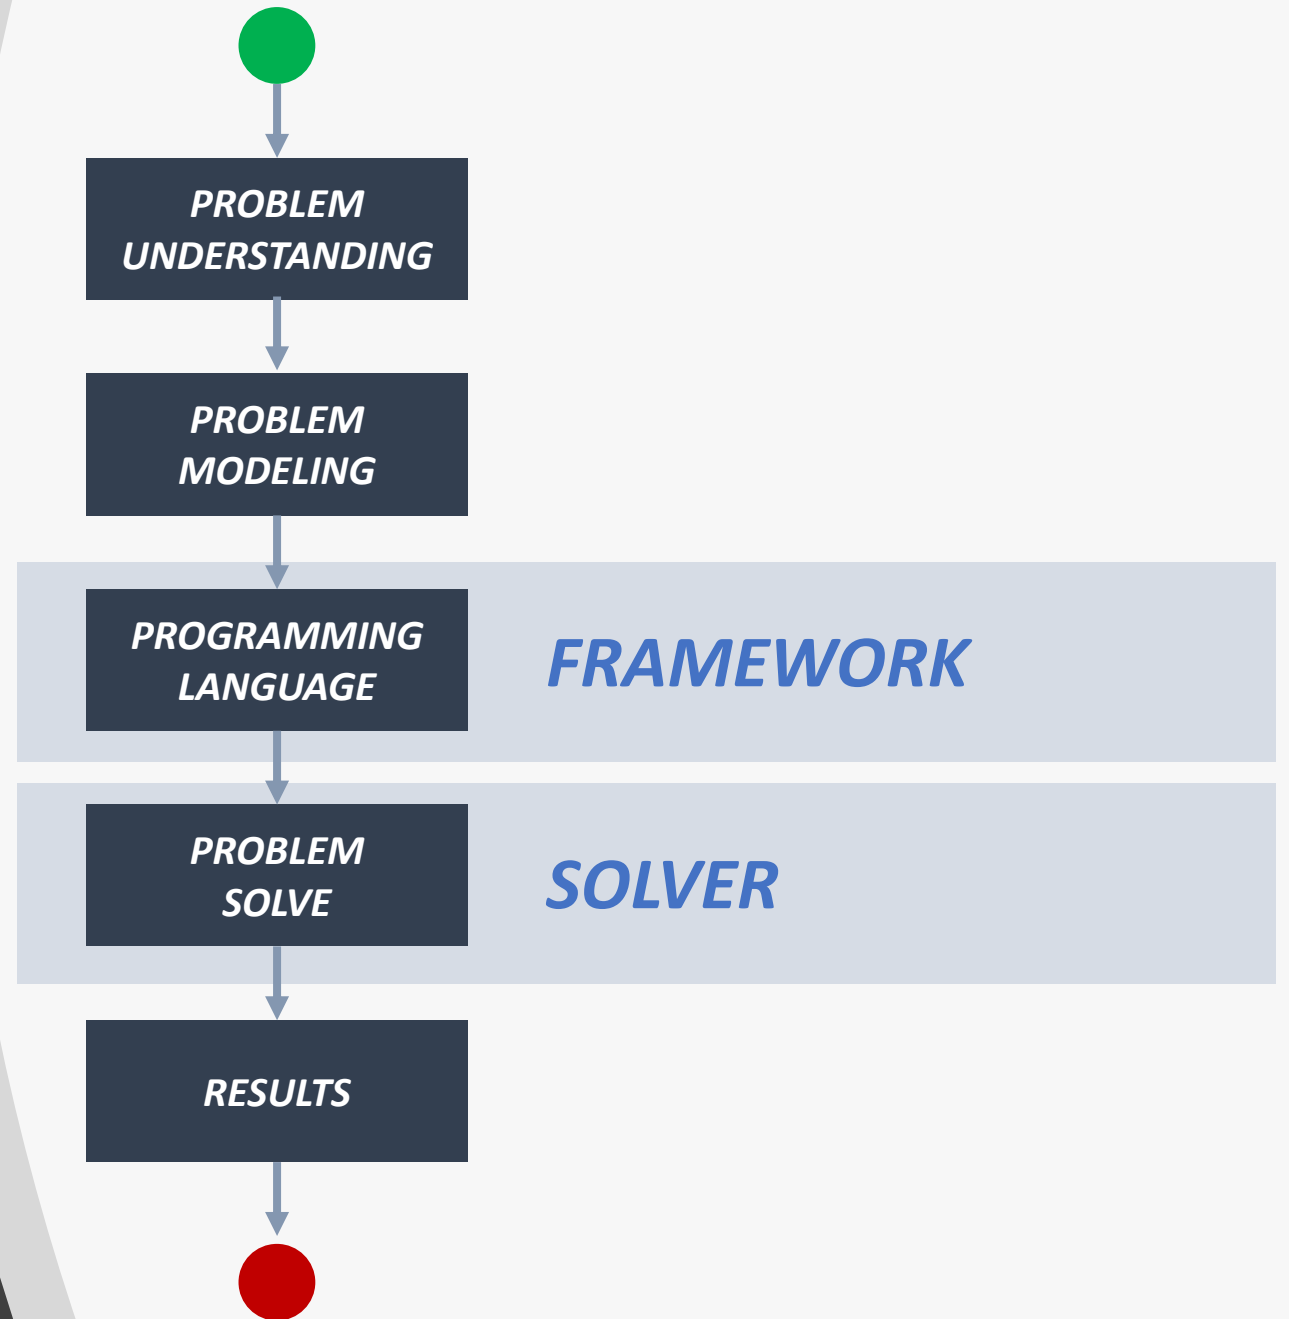 PROBLEM
UNDERSTANDING
PROBLEM
MODELING
PROGRAMMING
LANGUAGE
FRAMEWORK
PROBLEM
SOLVE
SOLVER
RESULTS